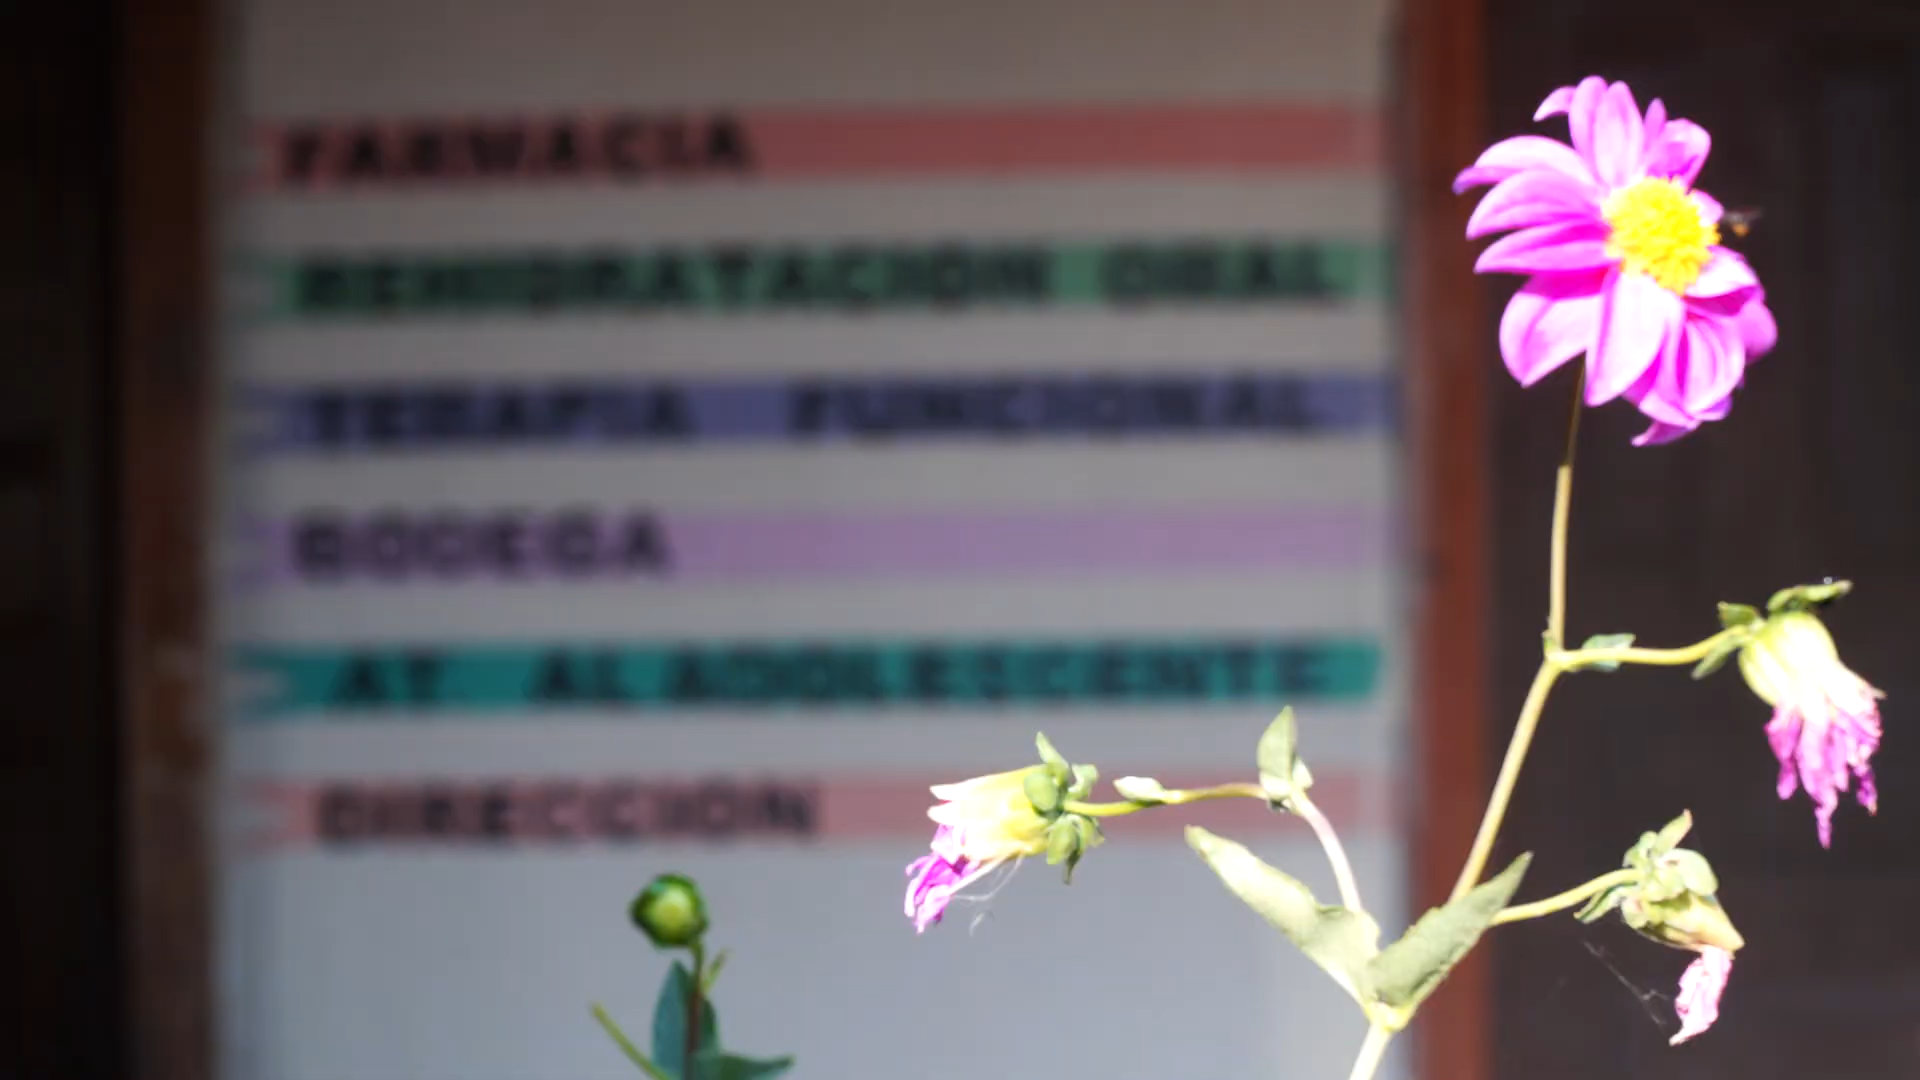 FARMACIA
REHIDRATACION ORAL
TERAPIA FUNCIONAL
BODEGA
AT AL ADOLESCENTE
DIRECCION